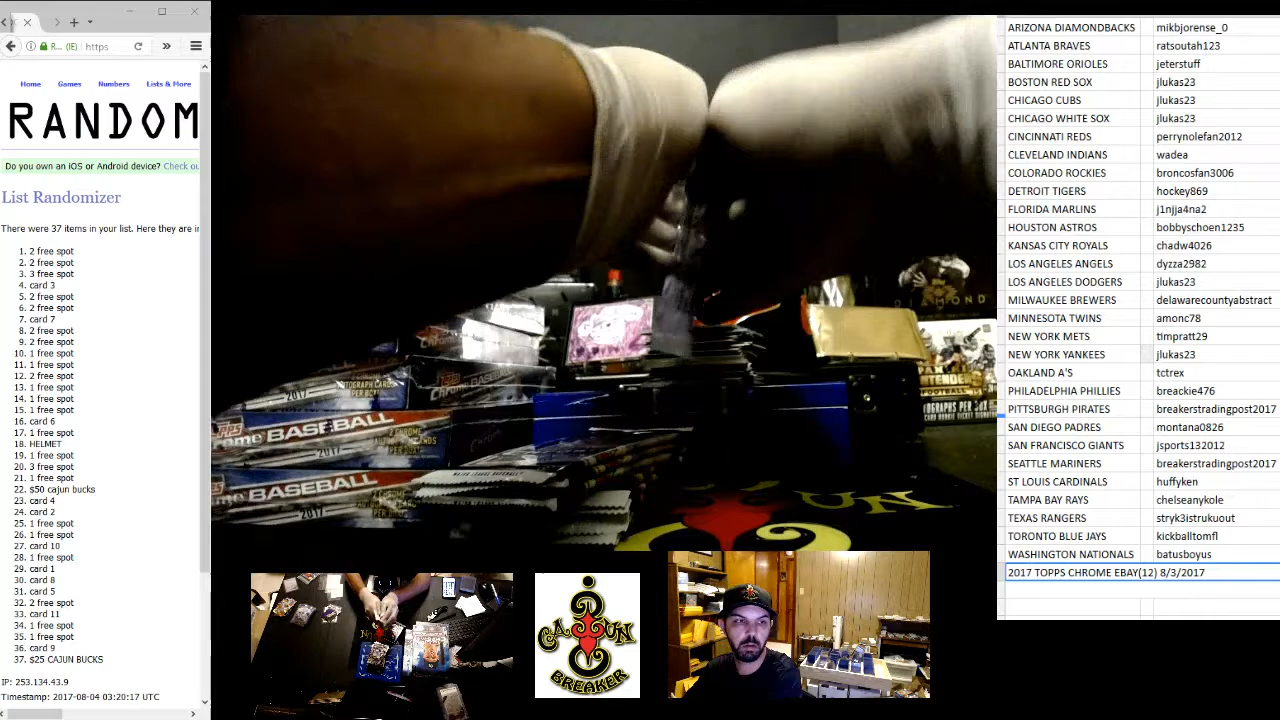 R... (IE)
https
Home Games Numbers Lists & More
RANDOM
Do you own an iOS or Android device? Check ou
List Randomizer
There were 37 items in your list. Here they are in
1. 2 free spot
2. 2 free spot
3. 3 free spot
4. card 3
5. 2 free spot
6. 2 free spot
7. card 7
8. 2 free spot
9. 2 free spot
10. 1 free spot
11. 1 free spot
12. 2 free spot
13. 1 free spot
14. 1 free spot
15. 1 free spot
16. card 6
17. 1 free spot
18. HELMET
19. 1 free spot
20. 3 free spot
21. 1 free spot
22. $50 cajun bucks
23. card 4
24. card 2
25. 1 free spot
26. 1 free spot
27. card 10
28. 1 free spot
29. card 1
30. card 8
31. card 5
32. 2 free spot
33. card 11
34. 1 free spot
35. 1 free spot
36. card 9
37. $25 CAJUN BUCKS
IP: 253.134.43.9
Timestamp: 2017-08-04 03:20:17 UTC
DIAMOND
2017
AUTOGRAPH CARDS
PER BOX!
BASEBALL
2017
BASEBALL
2017
CAJUN
BREAKER
ARIZONA DIAMONDBACKS mikbjorense_0
ATLANTA BRAVES ratsoutah123
BALTIMORE ORIOLES jeterstuff
BOSTON RED SOX jlukas23
CHICAGO CUBS jlukas23
CHICAGO WHITE SOX jlukas23
CINCINNATI REDS perrynolefan2012
CLEVELAND INDIANS wadea
COLORADO ROCKIES broncosfan3006
DETROIT TIGERS hockey869
FLORIDA MARLINS j1njja4na2
HOUSTON ASTROS bobbyschoen1235
KANSAS CITY ROYALS chadw4026
LOS ANGELES ANGELS dyzza2982
LOS ANGELES DODGERS jlukas23
MILWAUKEE BREWERS delawarecountyabstract
MINNESOTA TWINS amonc78
NEW YORK METS timpratt29
NEW YORK YANKEES jlukas23
OAKLAND A'S tctrex
PHILADELPHIA PHILLIES breackie476
PITTSBURGH PIRATES breakerstradingpost2017
SAN DIEGO PADRES montana0826
SAN FRANCISCO GIANTS jsports132012
SEATTLE MARINERS breakerstradingpost2017
ST LOUIS CARDINALS huffyken
TAMPA BAY RAYS chelseanykole
TEXAS RANGERS stryk3istrukuout
TORONTO BLUE JAYS kickballtomfl
WASHINGTON NATIONALS batusboyus
2017 TOPPS CHROME EBAY(12) 8/3/2017